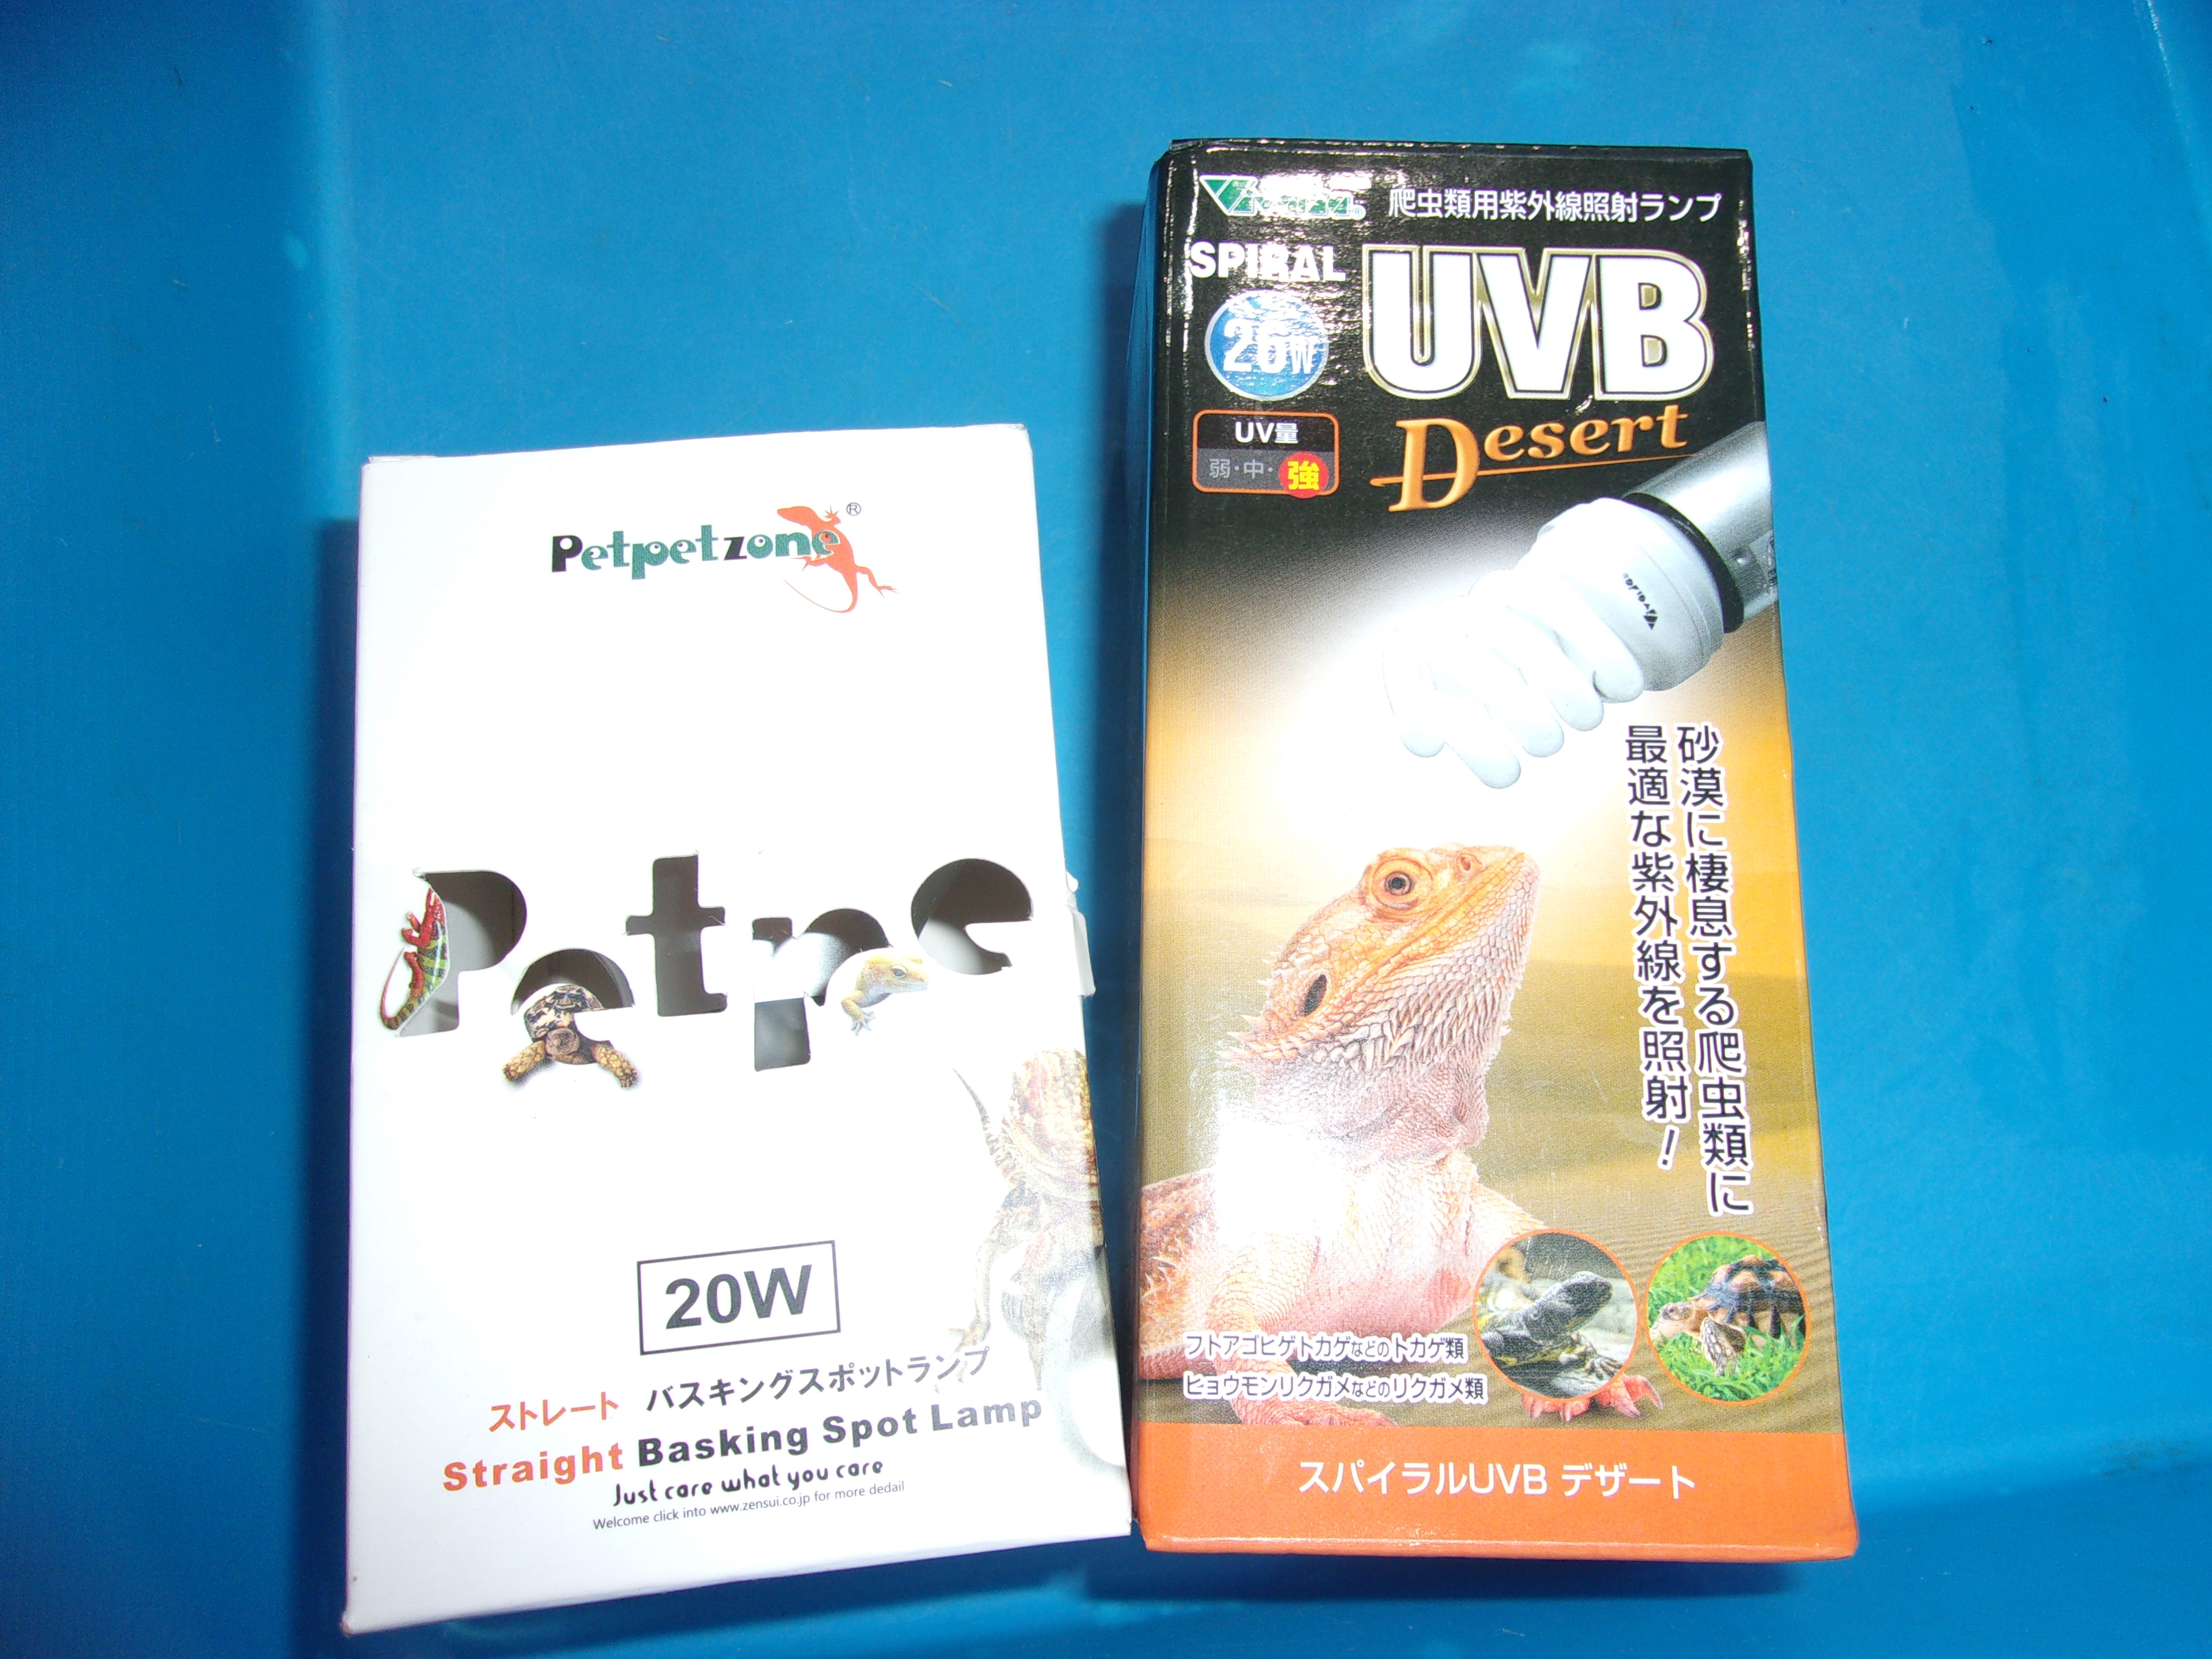 Petpetzone®
Petpe
20W
ストレート バスキングスポットランプ
Straight Basking Spot Lamp
Just care what you care
Welcome click into www.zensui.co.jp for more dedail
爬虫類用紫外線照射ランプ
SPIRAL
UVB
26W
Desert
UV量
弱・中・強
砂漠に棲息する爬虫類に
最適な紫外線を照射！
フトアゴヒゲトカゲなどのトカゲ類
ヒョウモンリクガメなどのリクガメ類
スパイラルUVB デザート